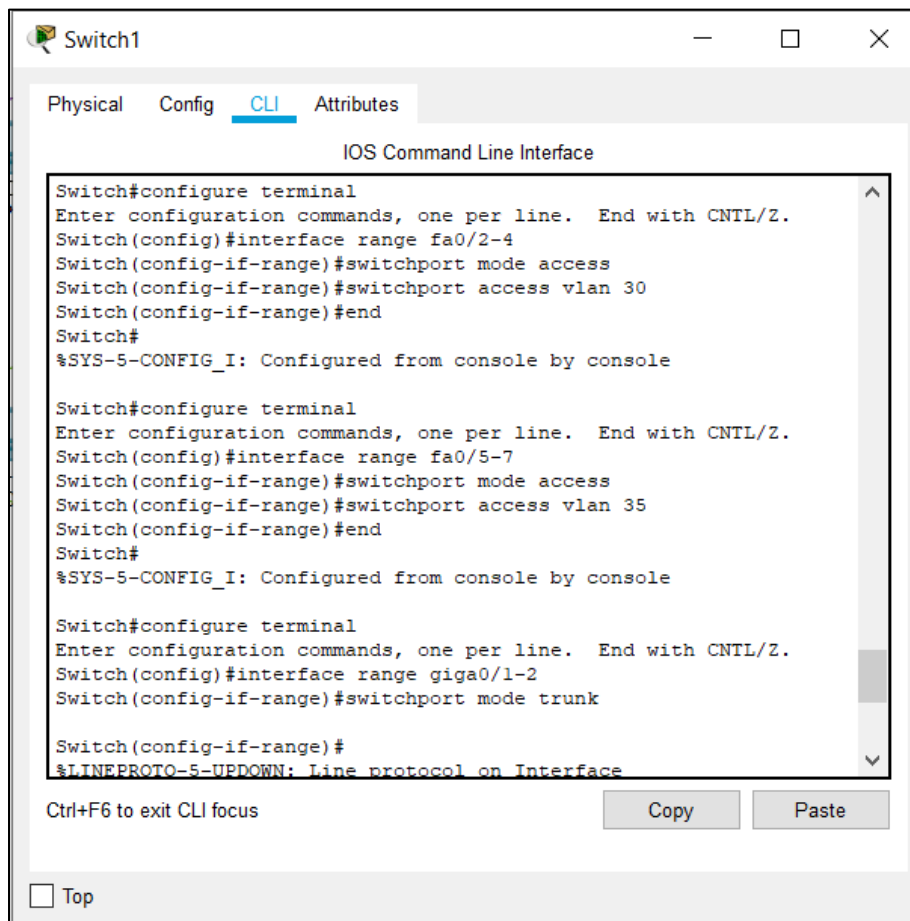 Switch1
Physical Config CLI Attributes
IOS Command Line Interface
Switch#configure terminal
Enter configuration commands, one per line.  End with CNTL/Z.
Switch(config)#interface range fa0/2-4
Switch(config-if-range)#switchport mode access
Switch(config-if-range)#switchport access vlan 30
Switch(config-if-range)#end
Switch#
%SYS-5-CONFIG_I: Configured from console by console
Switch#configure terminal
Enter configuration commands, one per line.  End with CNTL/Z.
Switch(config)#interface range fa0/5-7
Switch(config-if-range)#switchport mode access
Switch(config-if-range)#switchport access vlan 35
Switch(config-if-range)#end
Switch#
%SYS-5-CONFIG_I: Configured from console by console
Switch#configure terminal
Enter configuration commands, one per line.  End with CNTL/Z.
Switch(config)#interface range giga0/1-2
Switch(config-if-range)#switchport mode trunk
Switch(config-if-range)#
%LINEPROTO-5-UPDOWN: Line protocol on Interface
Ctrl+F6 to exit CLI focus
Copy Paste
Top